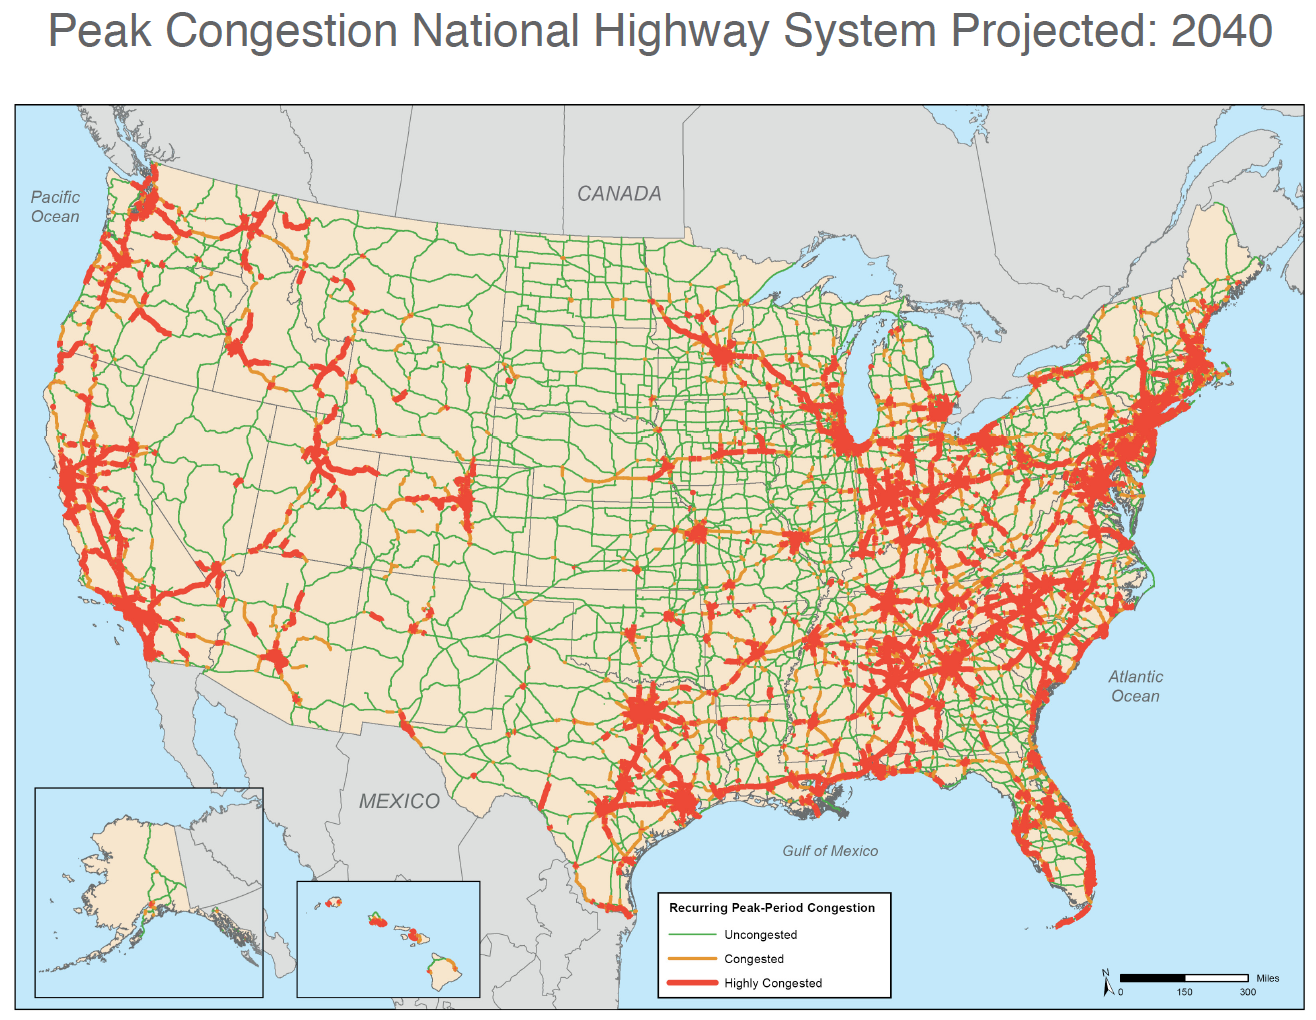 Peak Congestion National Highway System Projected: 2040
Pacific
Ocean
CANADA
Atlantic
Ocean
MEXICO
Gulf of Mexico
Recurring Peak-Period Congestion
Uncongested
Congested
Highly Congested
N
Miles
0 150 300